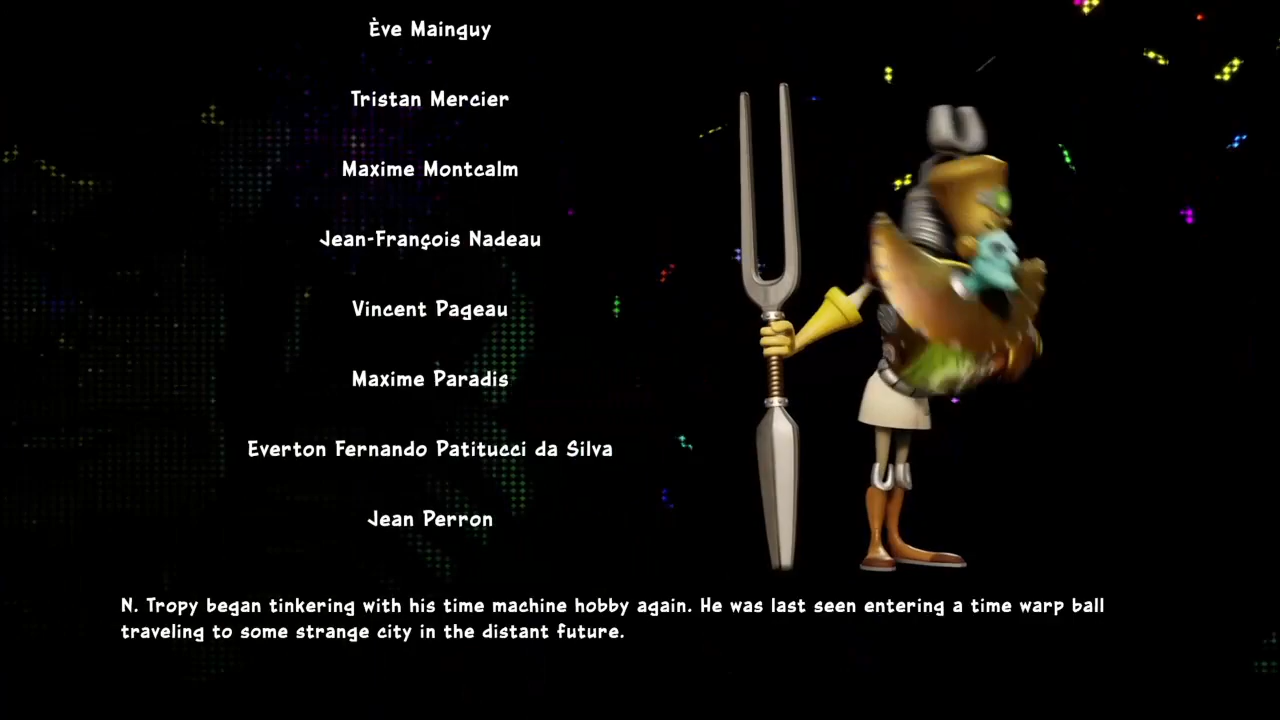 Ève Mainguy
Tristan Mercier
Maxime Montcalm
Jean-François Nadeau
Vincent Pageau
Maxime Paradis
Everton Fernando Patitucci da Silva
Jean Perron
N. Tropy began tinkering with his time machine hobby again. He was last seen entering a time warp ball
traveling to some strange city in the distant future.